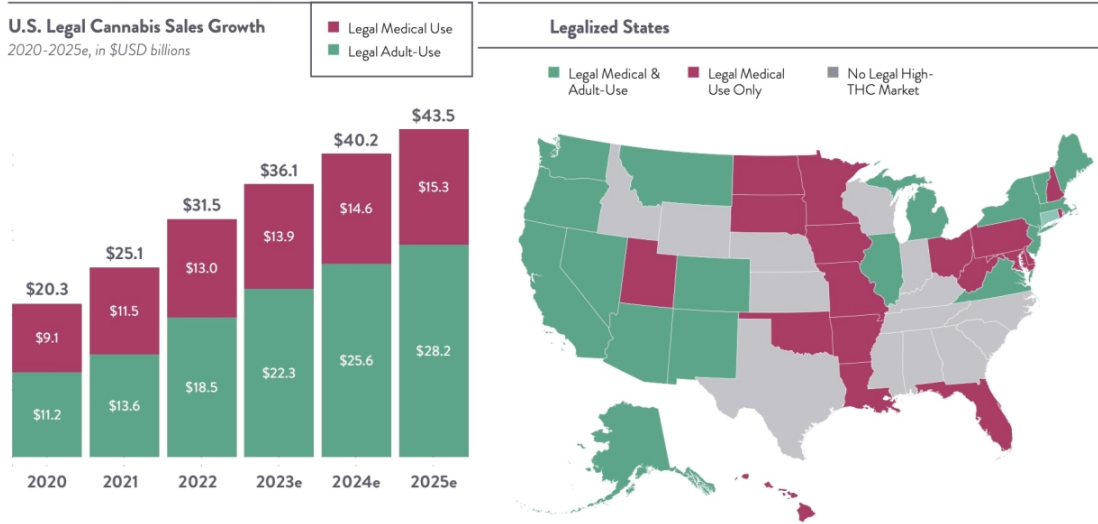 U.S. Legal Cannabis Sales Growth
2020-2025e, in $USD billions
Legal Medical Use
Legal Adult-Use
$20.3
$9.1
$11.2
$25.1
$11.5
$13.6
$31.5
$13.0
$18.5
$36.1
$13.9
$22.3
$40.2
$14.6
$25.6
$43.5
$15.3
$28.2
2020 2021 2022 2023e 2024e 2025e
Legalized States
Legal Medical &
Adult-Use
Legal Medical
Use Only
No Legal High-
THC Market